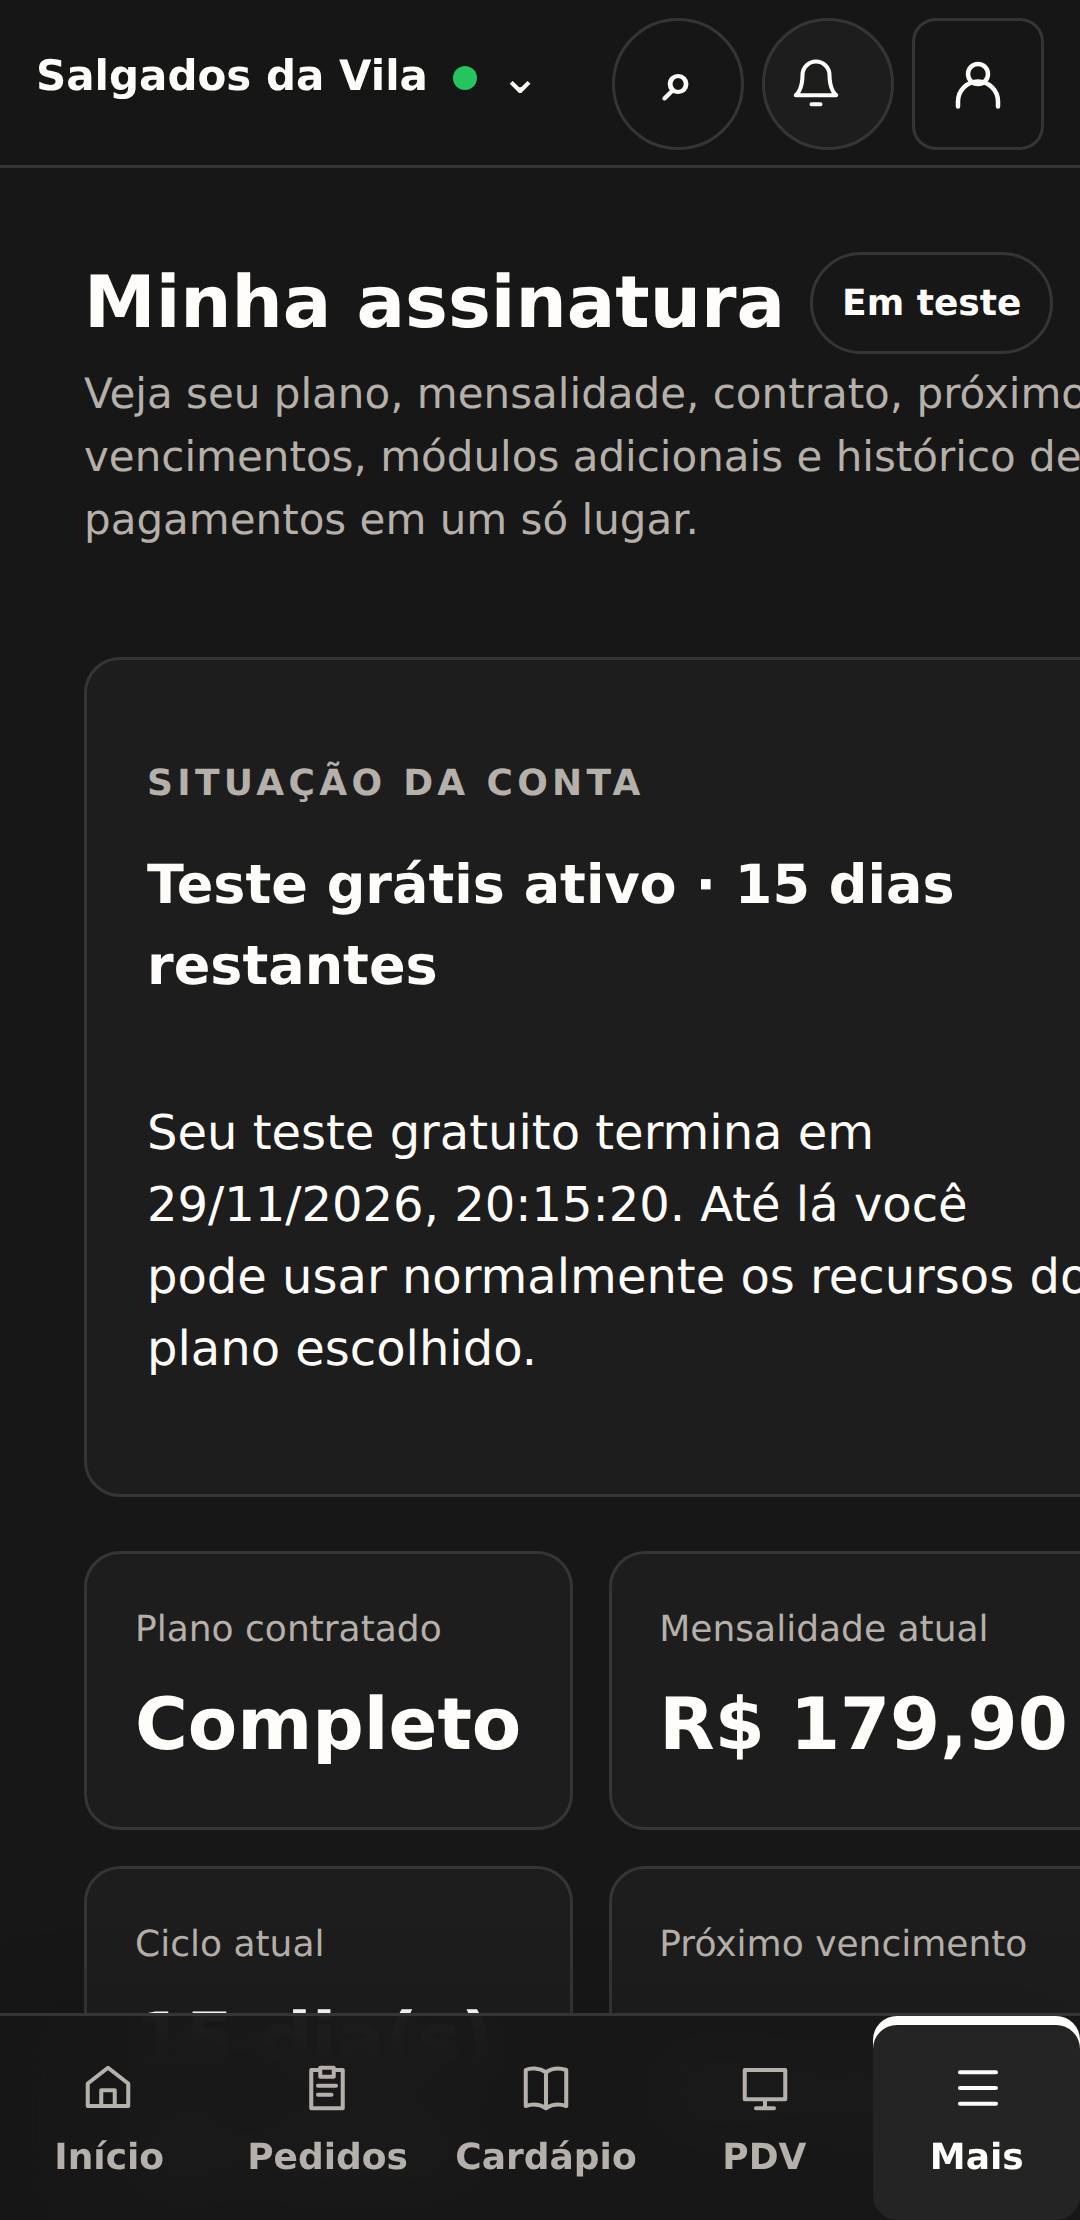 Salgados da Vila
Minha assinatura
Em teste
Veja seu plano, mensalidade, contrato, próximo
vencimentos, módulos adicionais e histórico de
pagamentos em um só lugar.
SITUAÇÃO DA CONTA
Teste grátis ativo · 15 dias
restantes
Seu teste gratuito termina em
29/11/2026, 20:15:20. Até lá você
pode usar normalmente os recursos do
plano escolhido.
Plano contratado
Completo
Mensalidade atual
R$ 179,90
Ciclo atual
15 dia(s)
Próximo vencimento
Início
Pedidos
Cardápio
PDV
Mais